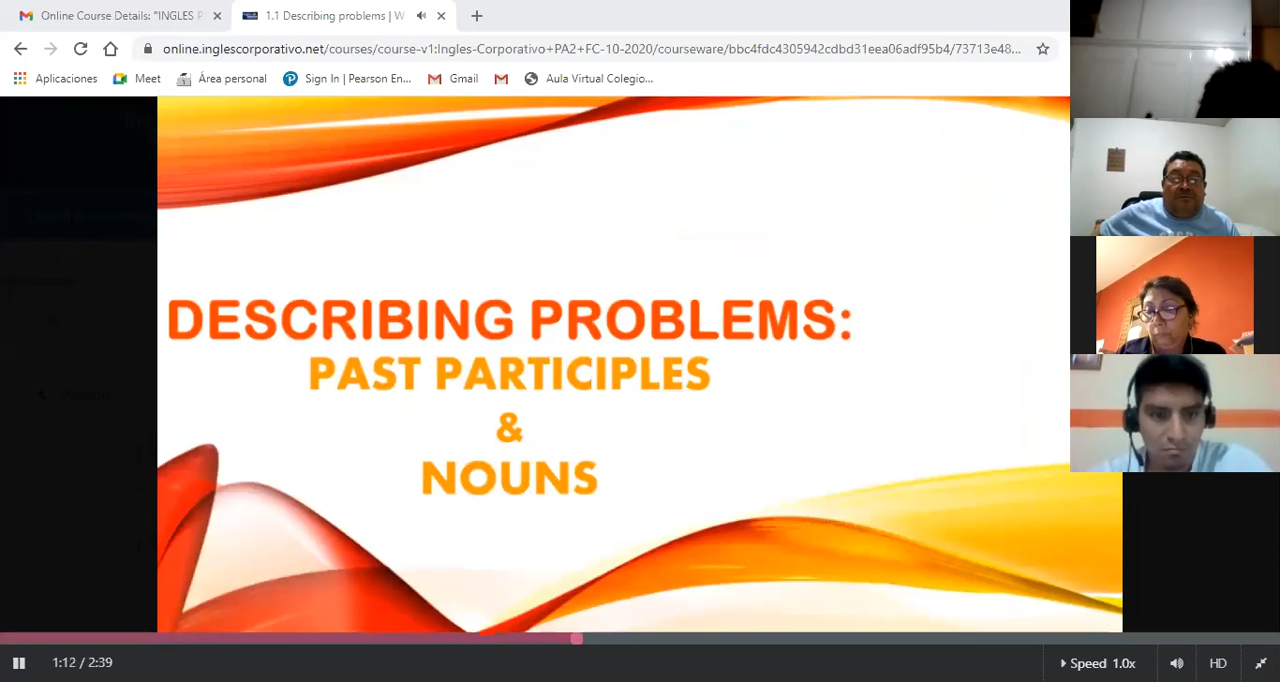 Online Course Details: "INGLES P
1.1 Describing problems | W
online.inglescorporativo.net/courses/course-v1:Ingles-Corporativo+PA2+FC-10-2020/courseware/bbc4fdc4305942cdbd31eea06adf95b4/73713e48...
Aplicaciones Meet Área personal Sign In | Pearson En... Gmail Aula Virtual Colegio...
DESCRIBING PROBLEMS:
PAST PARTICIPLES
&
NOUNS
1:12 / 2:39 Speed 1.0x HD